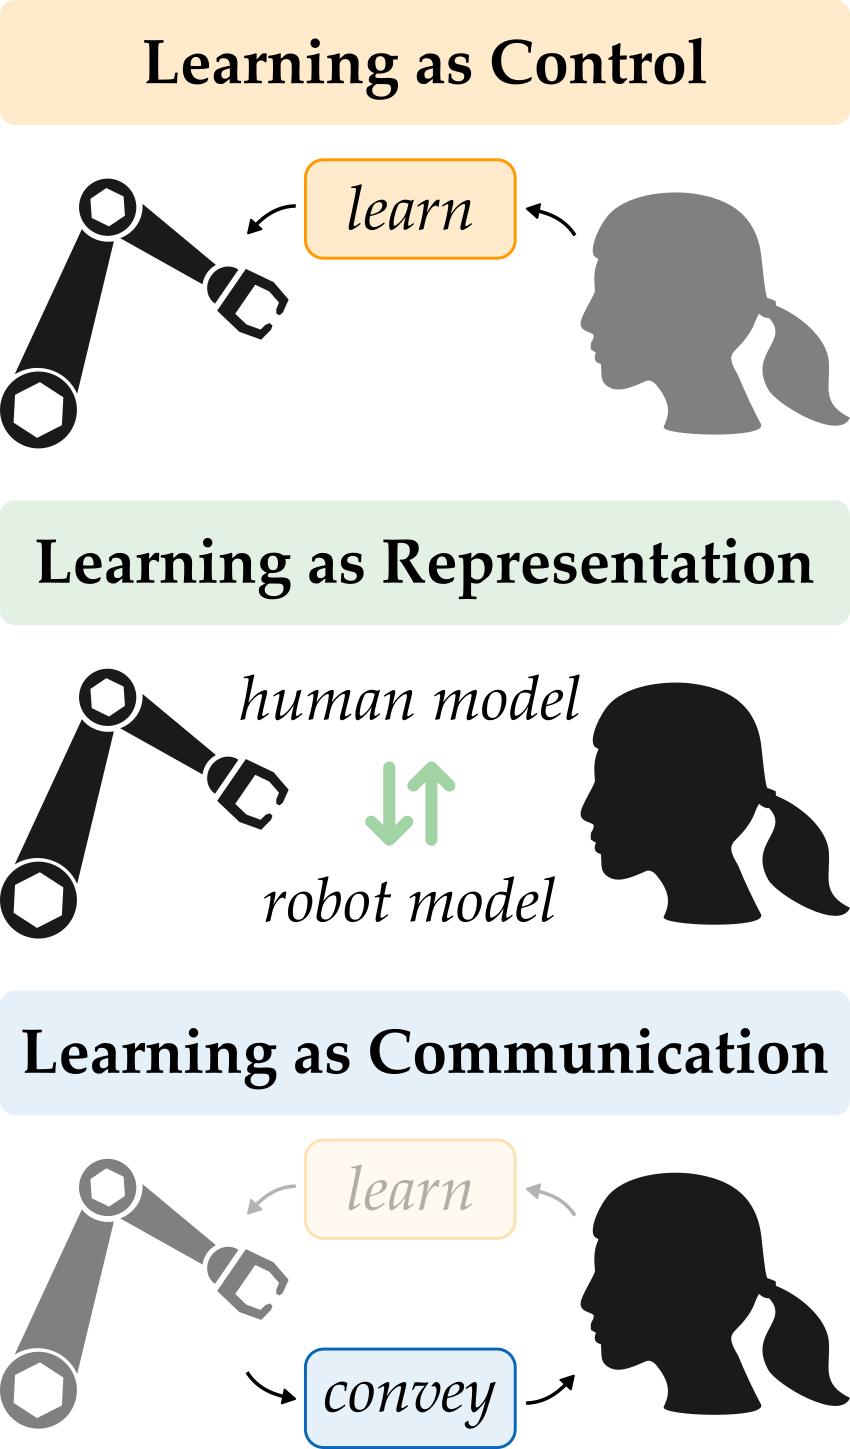 Learning as Control
learn
Learning as Representation
human model
robot model
Learning as Communication
learn
convey